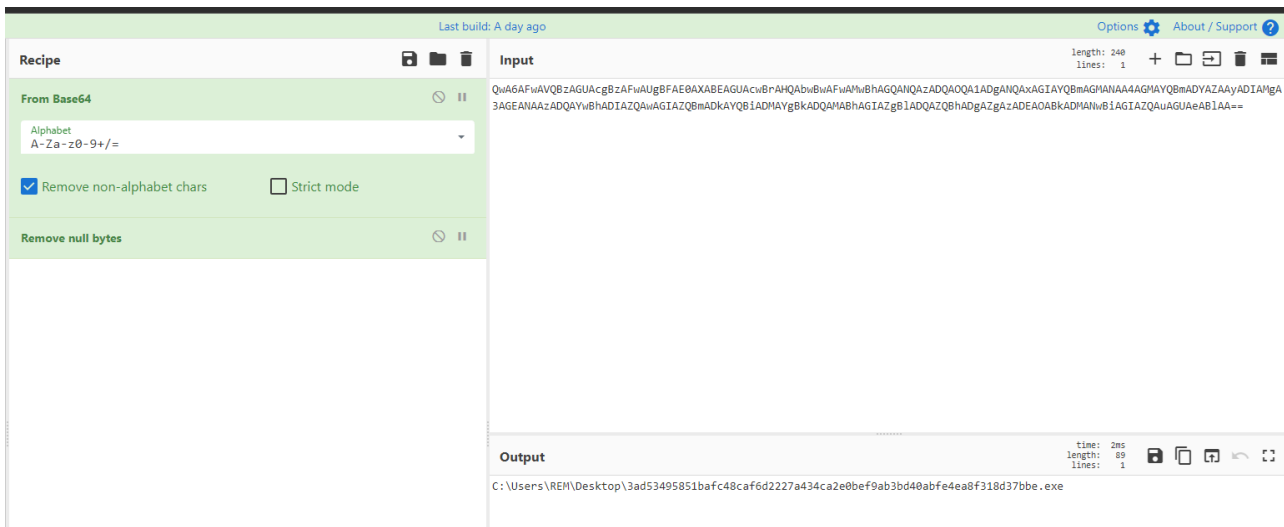 Last build: A day ago
Options
About / Support
Recipe
Input
length: 240
lines: 1
From Base64
Alphabet
A-Za-z0-9+/=
Remove non-alphabet chars
Strict mode
Remove null bytes
QwA6AFwAVQBzAGUAcgBzAFwAUgBFAE0AXABEAGUAcwBrAHQAbwBwAFwAMwBhAGQANQAzADQAOQA1ADgANQAxAGIAYQBmAGMANAA4AGMAYQBmADYAZAAyADIAMgA
3AGEANAAzADQAYwBhADIAZQAwAGIAZQBmADkAYQBiADMAYgBkADQAMABhAGIAZgBlADQAZQBhADgAZgAzADEAOABkADMANwBiAGIAZQAuAGUAeABlAA==
Output
time: 2ms
length: 89
lines: 1
C:\Users\REM\Desktop\3ad53495851bafc48caf6d2227a434ca2e0bef9ab3bd40abfe4ea8f318d37bbe.exe